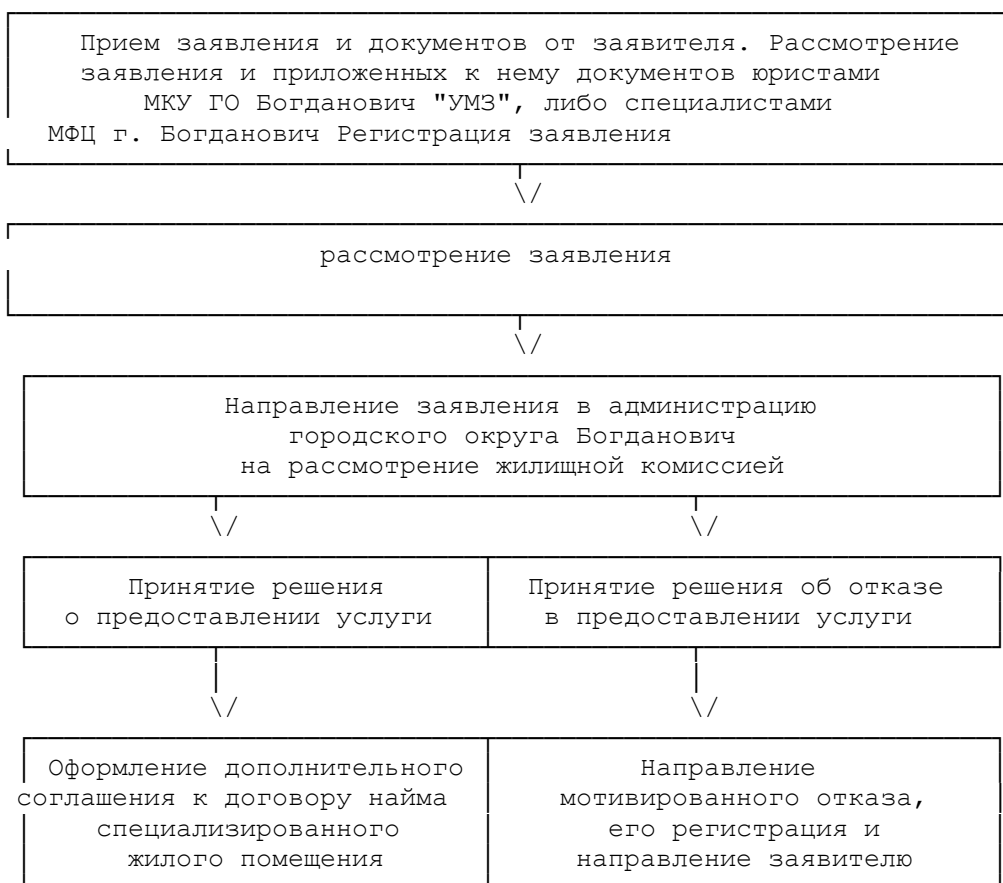 Прием заявления и документов от заявителя. Рассмотрение
заявления и приложенных к нему документов юристами
МКУ ГО Богданович "УМЗ", либо специалистами
МФЦ г. Богданович Регистрация заявления
\/
рассмотрение заявления
\/
Направление заявления в администрацию
городского округа Богданович
на рассмотрение жилищной комиссией
\/ \/
Принятие решения
о предоставлении услуги
Принятие решения об отказе
в предоставлении услуги
\/ \/
Оформление дополнительного
соглашения к договору найма
специализированного
жилого помещения
Направление
мотивированного отказа,
его регистрация и
направление заявителю